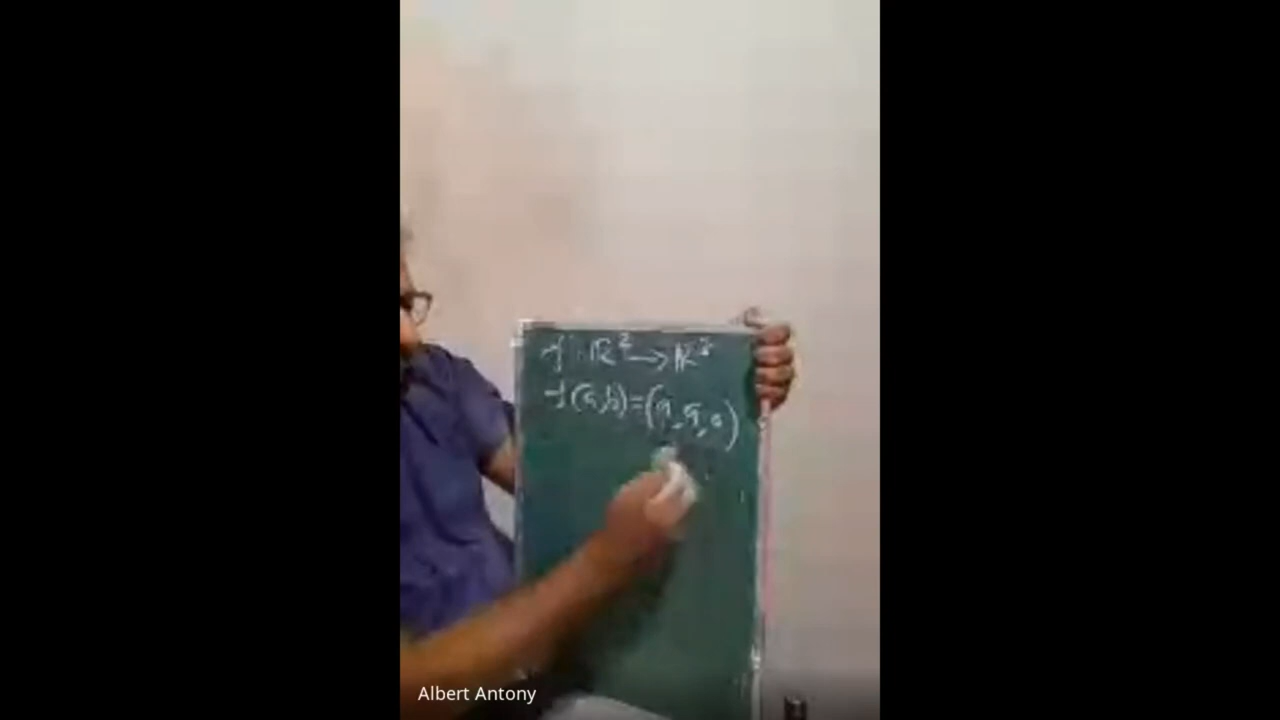 f : ℝ² → ℝ³
f(a,b)=(a, a, 0)
Albert Antony